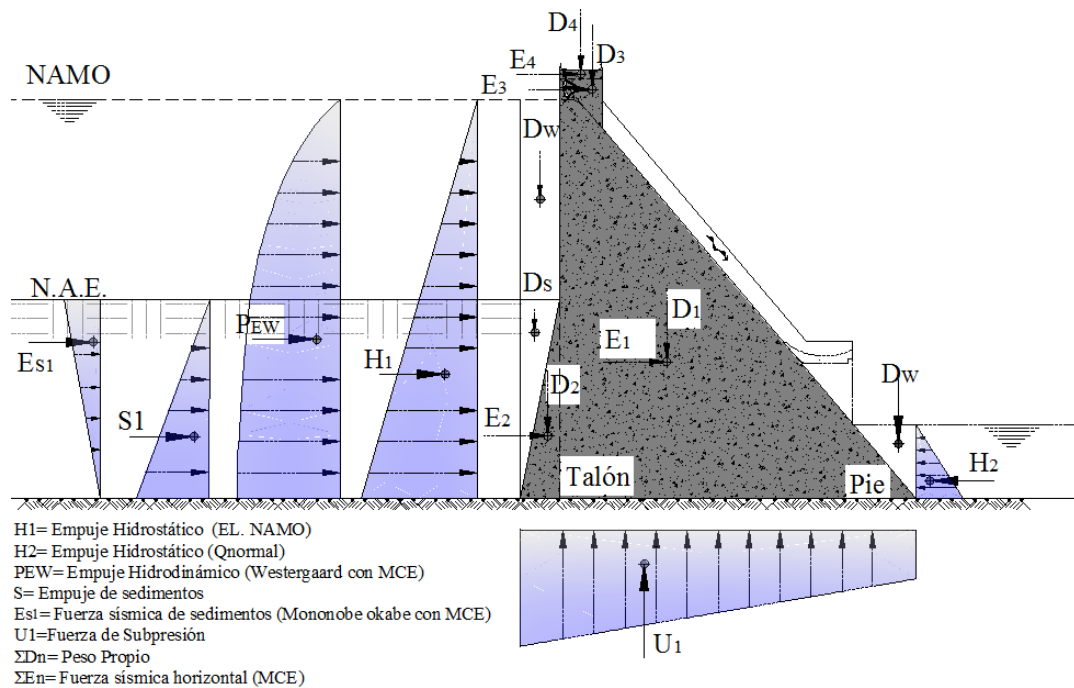 D4
D3
E4
E3
NAMO
Dw
N.A.E.
Ds
PEW
D1
E1
Es1
H1
D2
Dw
S1
E2
H2
Talón
Pie
H1= Empuje Hidrostático (EL. NAMO)
H2= Empuje Hidrostático (Qnormal)
PEW= Empuje Hidrodinámico (Westergaard con MCE)
S= Empuje de sedimentos
Es1= Fuerza sísmica de sedimentos (Mononobe okabe con MCE)
U1=Fuerza de Subpresión
ΣDn= Peso Propio
ΣEn= Fuerza sísmica horizontal (MCE)
U1